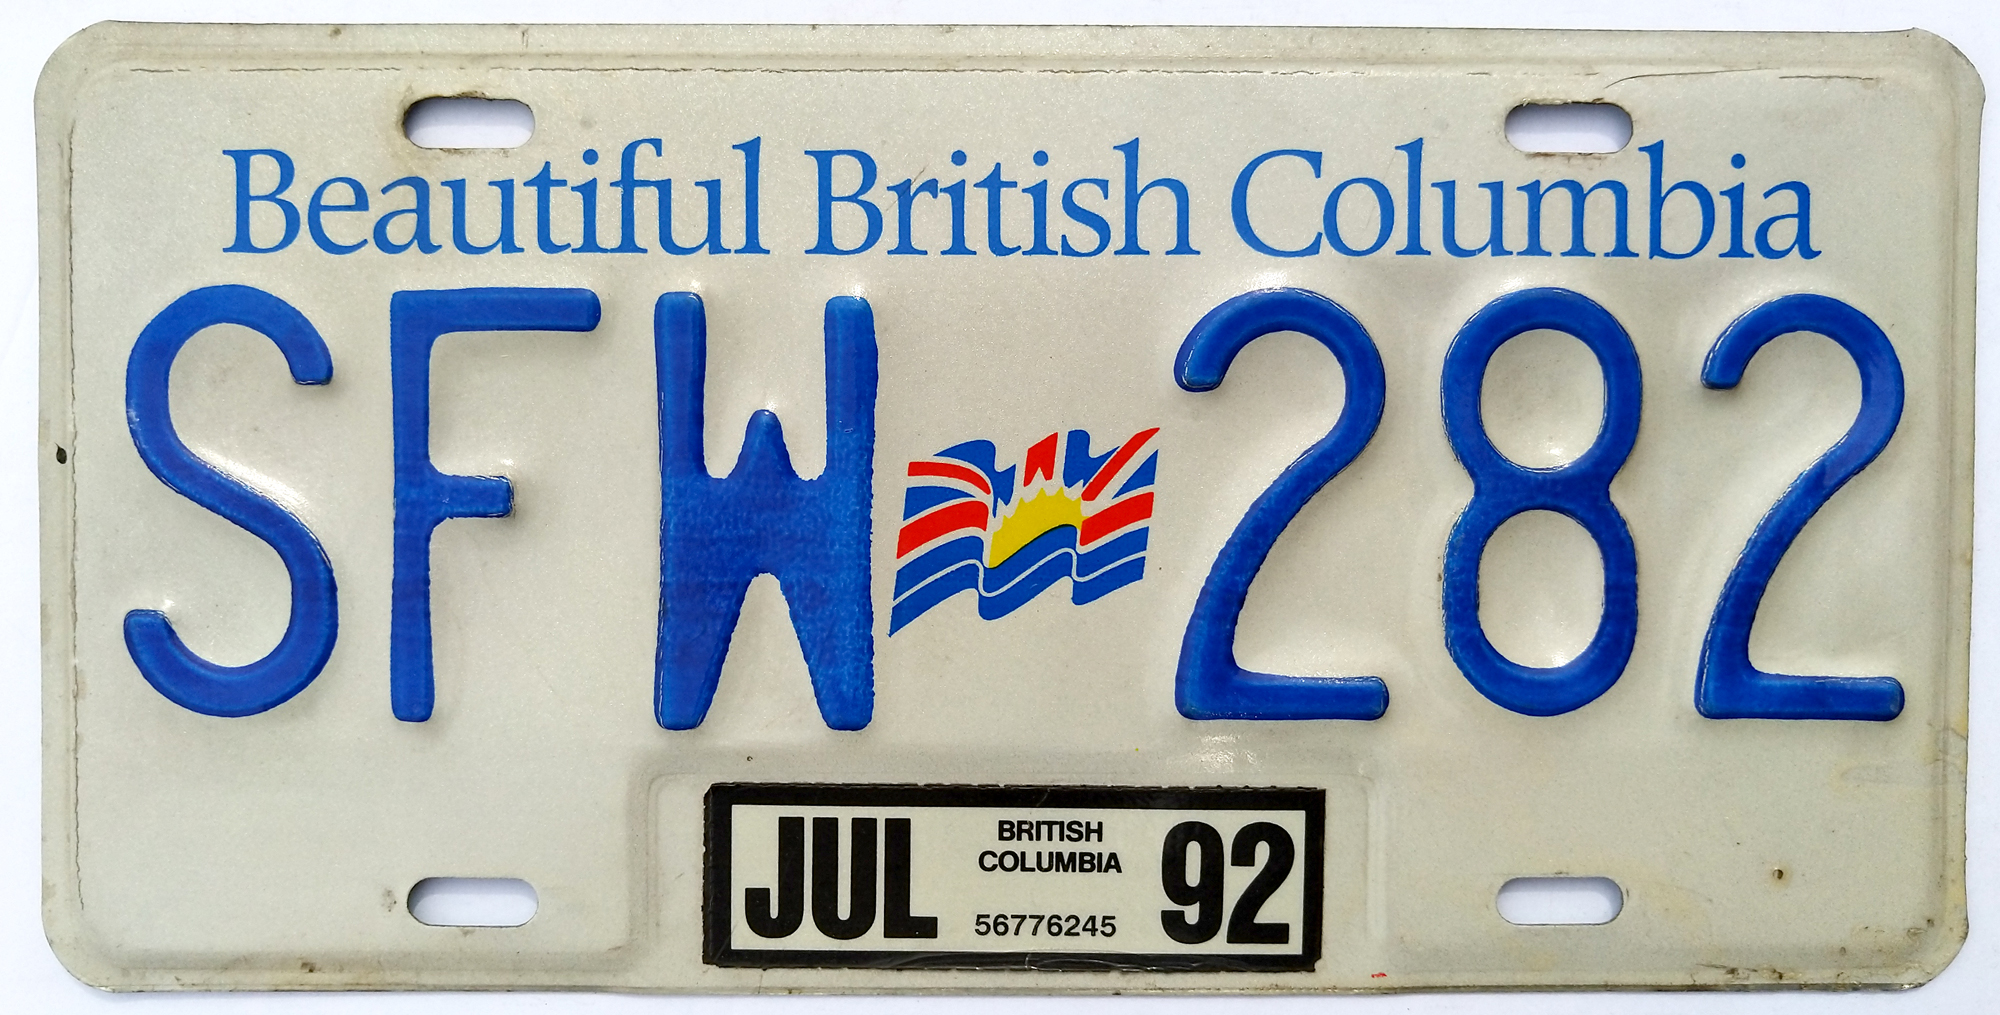 Beautiful British Columbia
SFW 282
JUL BRITISH COLUMBIA 92
56776245